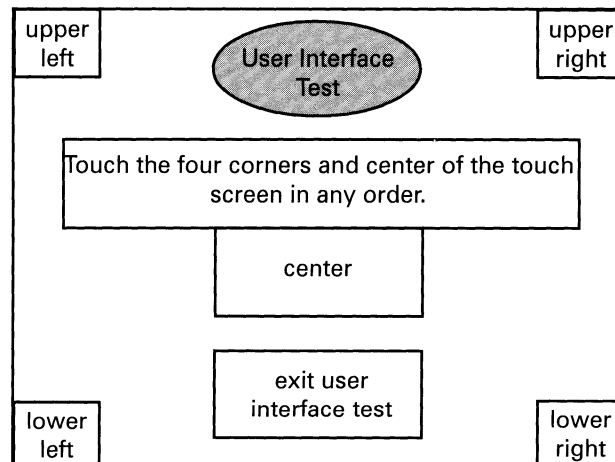 upper
left
User Interface
Test
upper
right
Touch the four corners and center of the touch
screen in any order.
center
exit user
interface test
lower
left
lower
right